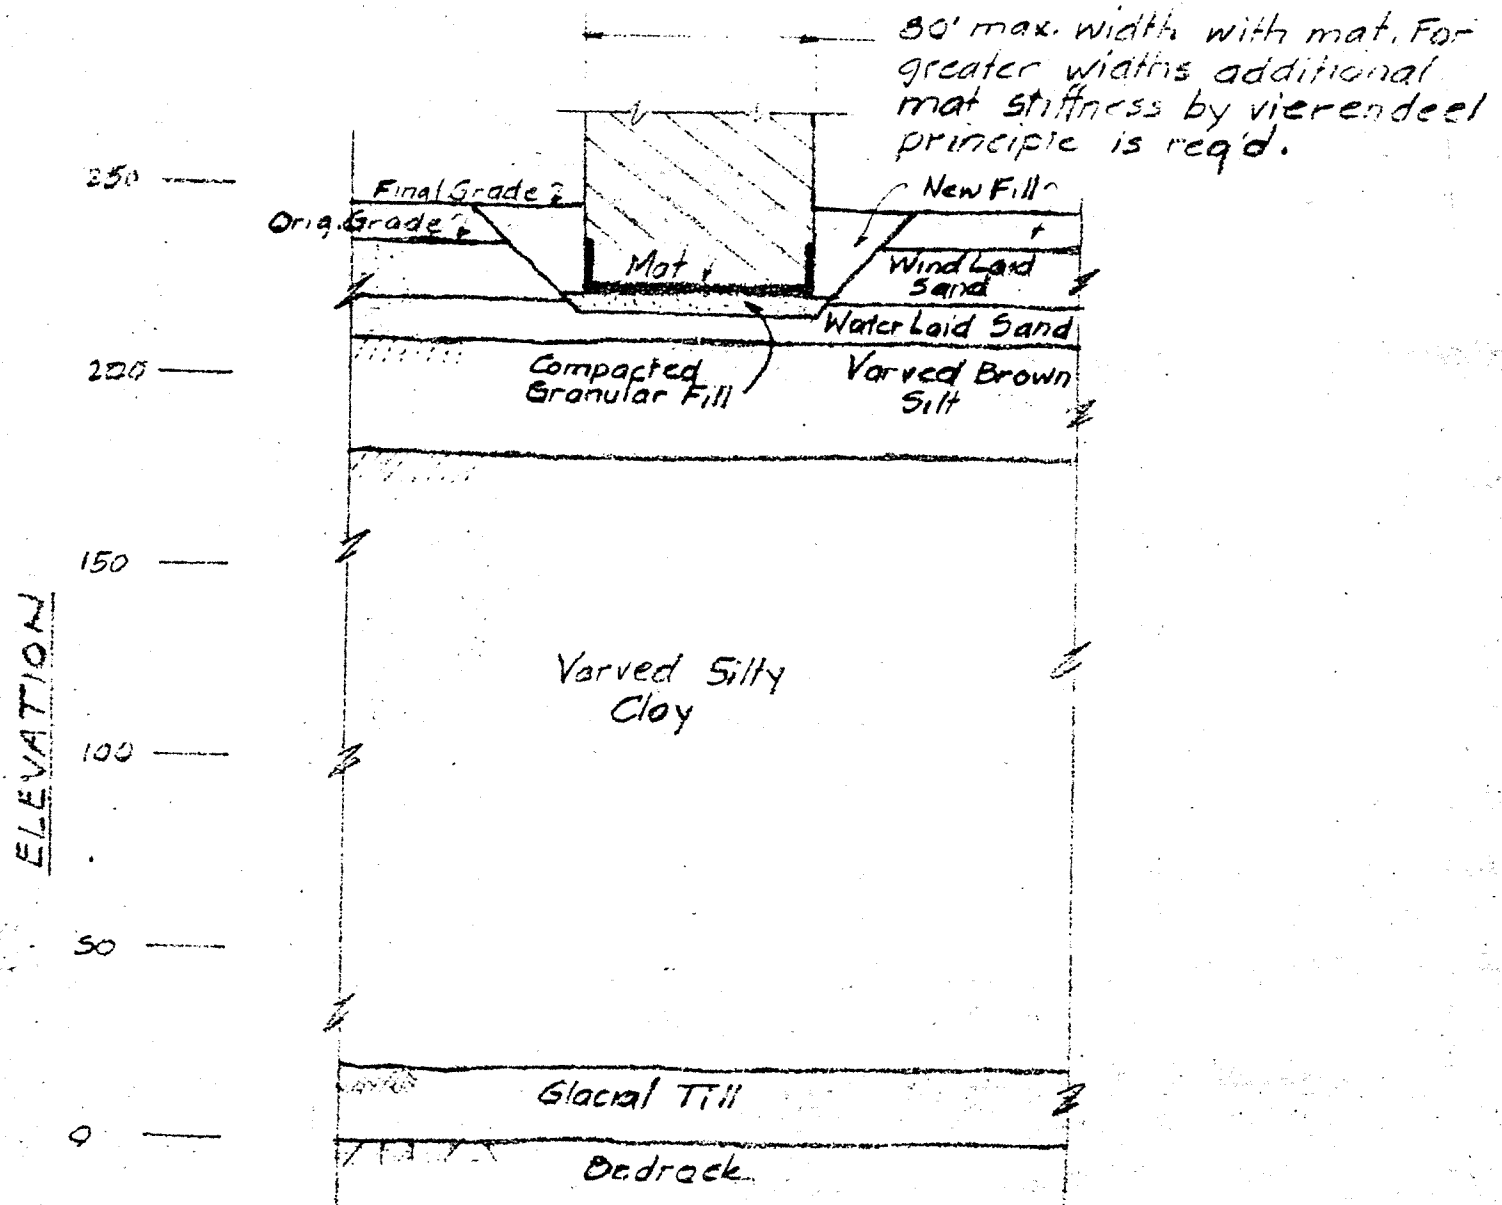 80' max. width with mat. For
greater widths additional
mat stiffness by vierendeel
principle is req'd.
250
Final Grade
New Fill
Orig. Grade
Mat
Wind Laid
Sand
Water Laid Sand
200
Compacted
Granular Fill
Varved Brown
Silt
150
Varved Silty
Clay
ELEVATION
100
50
Glacial Till
0
Bedrock